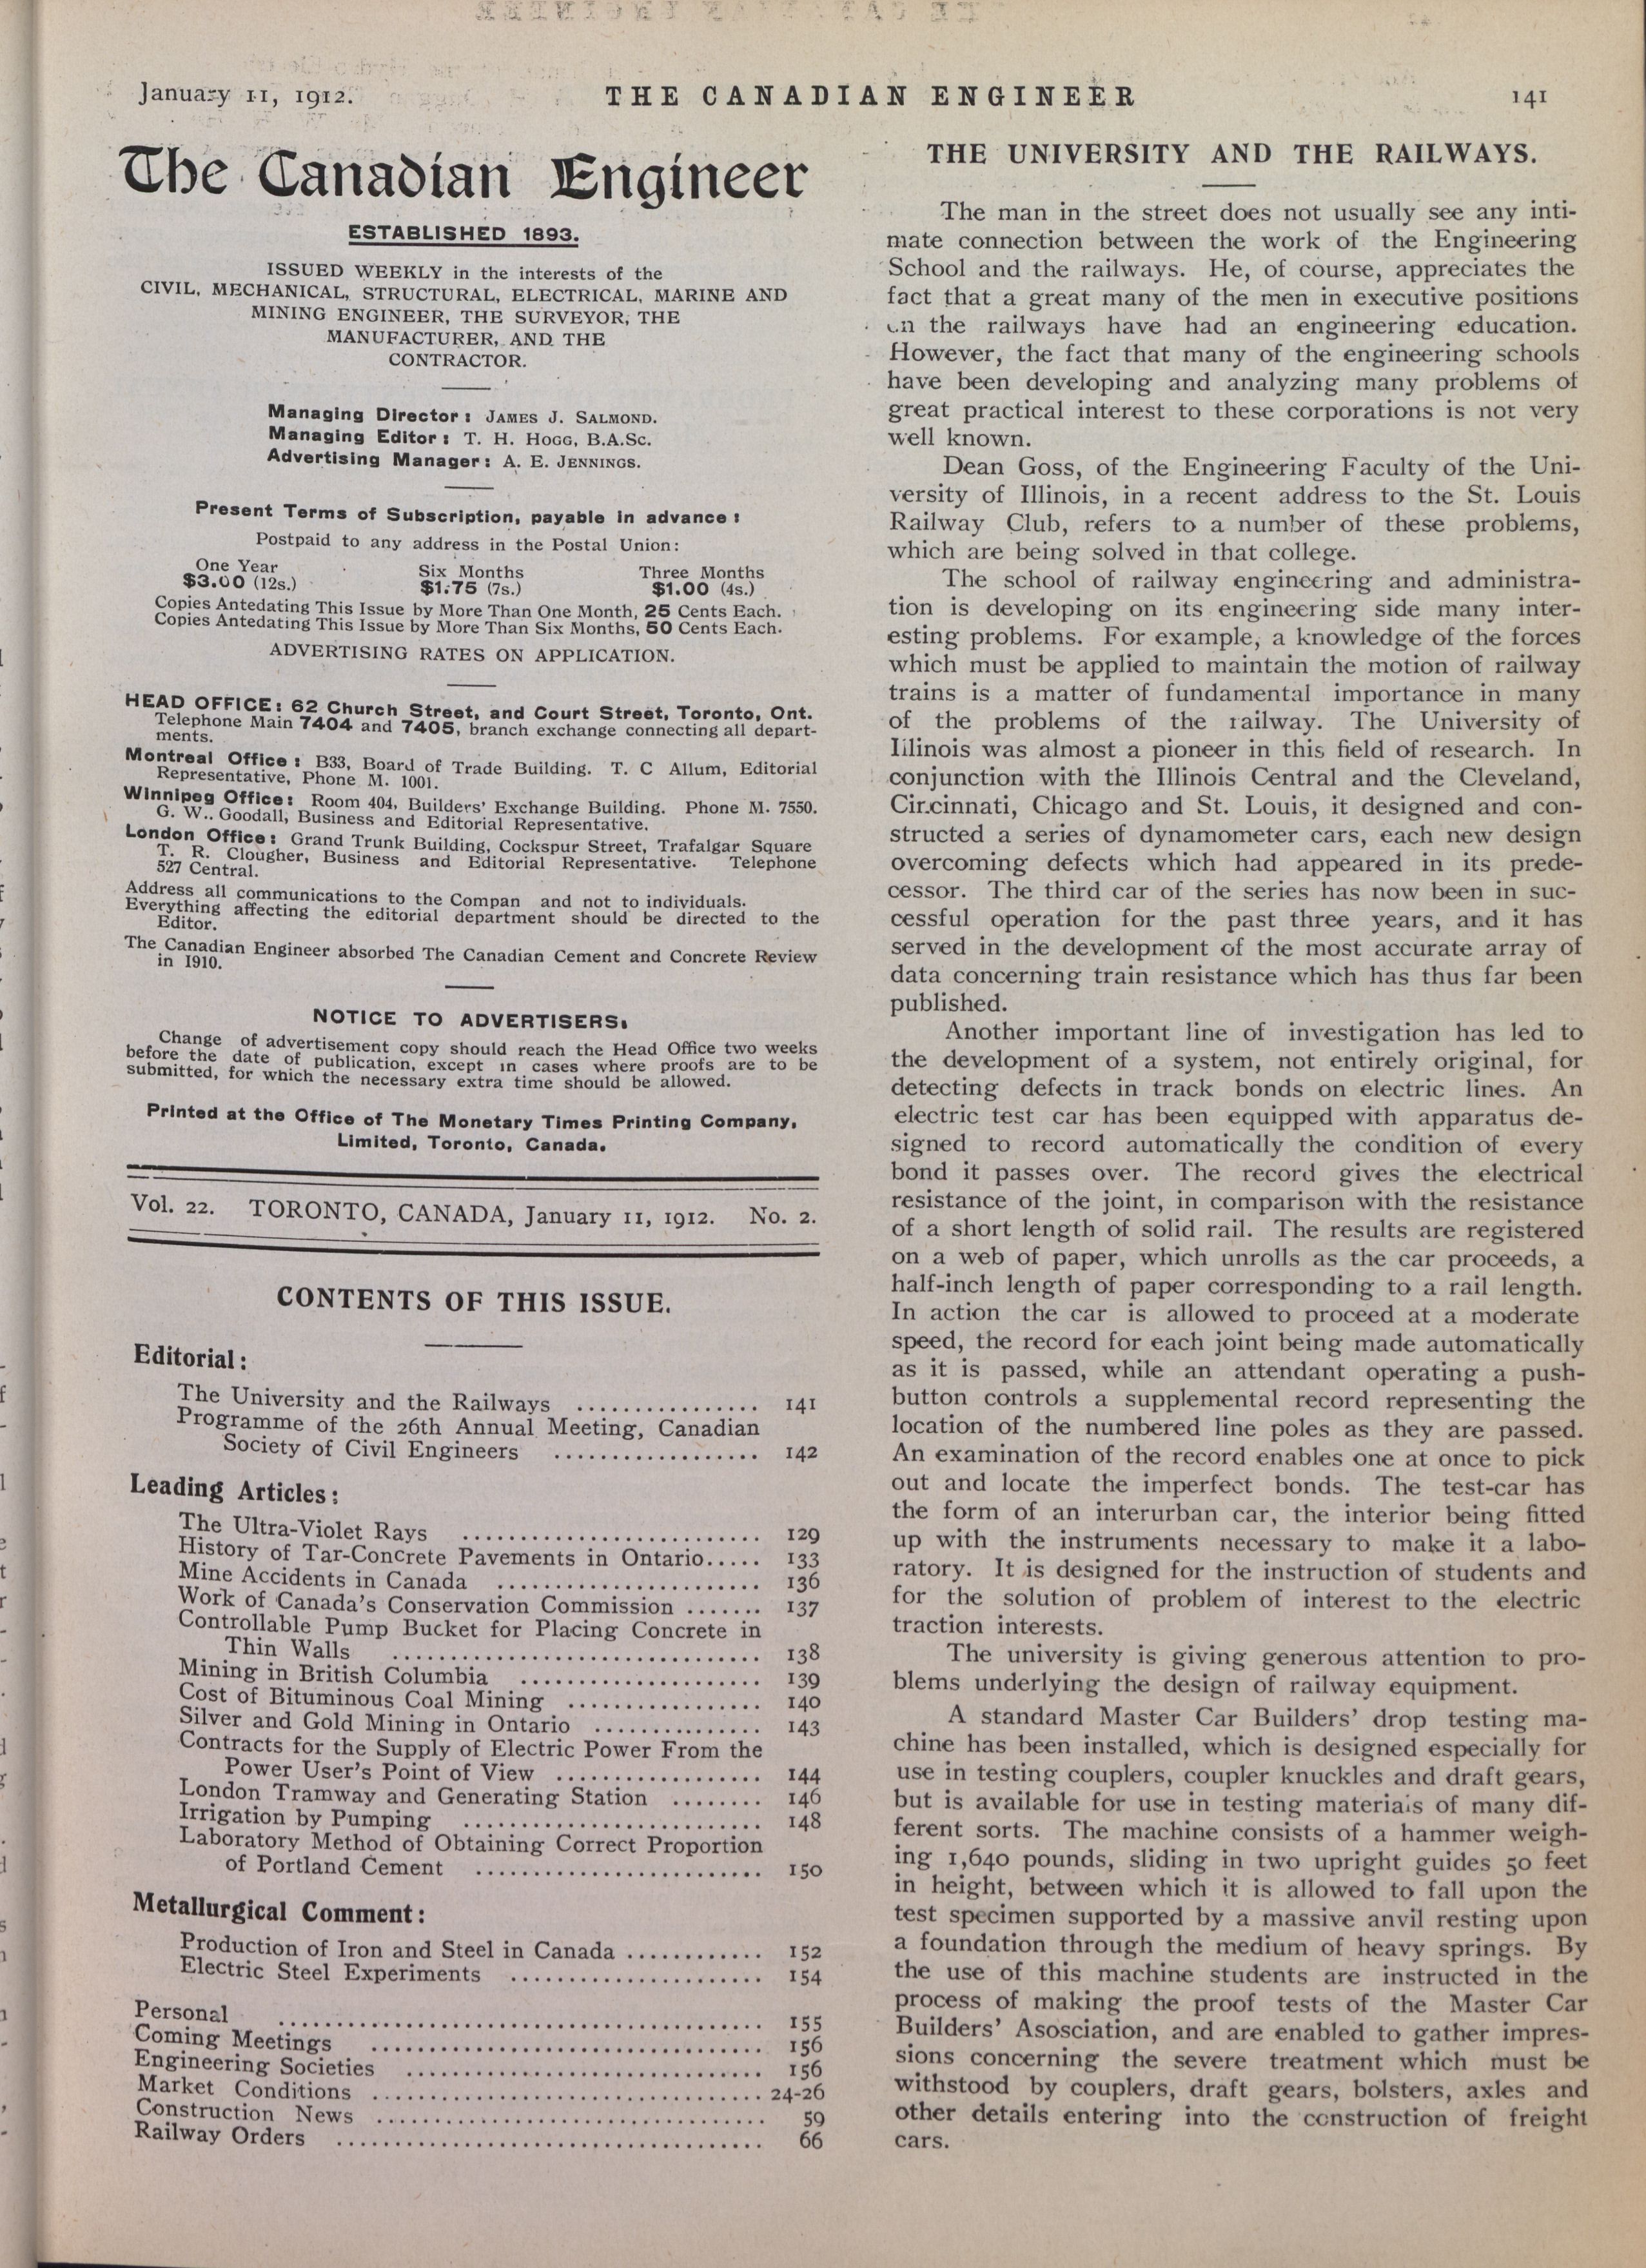 January 11, 1912.
THE CANADIAN ENGINEER
141
The Canadian Engineer
ESTABLISHED 1893.
ISSUED WEEKLY in the interests of the
CIVIL, MECHANICAL, STRUCTURAL, ELECTRICAL, MARINE AND
MINING ENGINEER, THE SURVEYOR, THE
MANUFACTURER, AND THE
CONTRACTOR.
Managing Director: JAMES J. SALMOND.
Managing Editor: T. H. HOGG, B.A.Sc.
Advertising Manager: A. E. JENNINGS.
Present Terms of Subscription, payable in advance:
Postpaid to any address in the Postal Union:
One Year Six Months Three Months
$3.00 (12s.) $1.75 (7s.) $1.00 (4s.)
Copies Antedating This Issue by More Than One Month, 25 Cents Each.
Copies Antedating This Issue by More Than Six Months, 50 Cents Each.
ADVERTISING RATES ON APPLICATION.
HEAD OFFICE: 62 Church Street, and Court Street, Toronto, Ont.
Telephone Main 7404 and 7405, branch exchange connecting all depart-
ments.
Montreal Office: B33, Board of Trade Building. T. C Allum, Editorial
Representative, Phone M. 1001.
Winnipeg Office: Room 404, Builders' Exchange Building. Phone M. 7550.
G. W.. Goodall, Business and Editorial Representative.
London Office: Grand Trunk Building, Cockspur Street, Trafalgar Square
T. R. Clougher, Business and Editorial Representative. Telephone
527 Central.
Address all communications to the Compan and not to individuals.
Everything affecting the editorial department should be directed to the
Editor.
The Canadian Engineer absorbed The Canadian Cement and Concrete Review
in 1910.
NOTICE TO ADVERTISERS:
Change of advertisement copy should reach the Head Office two weeks
before the date of publication, except in cases where proofs are to be
submitted, for which the necessary extra time should be allowed.
Printed at the Office of The Monetary Times Printing Company,
Limited, Toronto, Canada.
Vol. 22. TORONTO, CANADA, January 11, 1912. No. 2.
CONTENTS OF THIS ISSUE.
Editorial:
The University and the Railways ................ 141
Programme of the 26th Annual Meeting, Canadian
Society of Civil Engineers .................. 142
Leading Articles:
The Ultra-Violet Rays .......................... 129
History of Tar-Concrete Pavements in Ontario..... 133
Mine Accidents in Canada ....................... 136
Work of Canada's Conservation Commission ....... 137
Controllable Pump Bucket for Placing Concrete in
Thin Walls ................................ 138
Mining in British Columbia ..................... 139
Cost of Bituminous Coal Mining ................. 140
Silver and Gold Mining in Ontario ............... 143
Contracts for the Supply of Electric Power From the
Power User's Point of View .................. 144
London Tramway and Generating Station ........ 146
Irrigation by Pumping .......................... 148
Laboratory Method of Obtaining Correct Proportion
of Portland Cement ......................... 150
Metallurgical Comment:
Production of Iron and Steel in Canada ............ 152
Electric Steel Experiments ...................... 154
Personal .......................................... 155
Coming Meetings .................................. 156
Engineering Societies ............................... 156
Market Conditions .................................. 24-26
Construction News .................................. 59
Railway Orders ..................................... 66
THE UNIVERSITY AND THE RAILWAYS.
The man in the street does not usually see any inti-
mate connection between the work of the Engineering
School and the railways. He, of course, appreciates the
fact that a great many of the men in executive positions
on the railways have had an engineering education.
However, the fact that many of the engineering schools
have been developing and analyzing many problems of
great practical interest to these corporations is not very
well known.
Dean Goss, of the Engineering Faculty of the Uni-
versity of Illinois, in a recent address to the St. Louis
Railway Club, refers to a number of these problems,
which are being solved in that college.
The school of railway engineering and administra-
tion is developing on its engineering side many inter-
esting problems. For example, a knowledge of the forces
which must be applied to maintain the motion of railway
trains is a matter of fundamental importance in many
of the problems of the railway. The University of
Illinois was almost a pioneer in this field of research. In
conjunction with the Illinois Central and the Cleveland,
Circinnati, Chicago and St. Louis, it designed and con-
structed a series of dynamometer cars, each new design
overcoming defects which had appeared in its prede-
cessor. The third car of the series has now been in suc-
cessful operation for the past three years, and it has
served in the development of the most accurate array of
data concerning train resistance which has thus far been
published.
Another important line of investigation has led to
the development of a system, not entirely original, for
detecting defects in track bonds on electric lines. An
electric test car has been equipped with apparatus de-
signed to record automatically the condition of every
bond it passes over. The record gives the electrical
resistance of the joint, in comparison with the resistance
of a short length of solid rail. The results are registered
on a web of paper, which unrolls as the car proceeds, a
half-inch length of paper corresponding to a rail length.
In action the car is allowed to proceed at a moderate
speed, the record for each joint being made automatically
as it is passed, while an attendant operating a push-
button controls a supplemental record representing the
location of the numbered line poles as they are passed.
An examination of the record enables one at once to pick
out and locate the imperfect bonds. The test-car has
the form of an interurban car, the interior being fitted
up with the instruments necessary to make it a labo-
ratory. It is designed for the instruction of students and
for the solution of problem of interest to the electric
traction interests.
The university is giving generous attention to pro-
blems underlying the design of railway equipment.
A standard Master Car Builders' drop testing ma-
chine has been installed, which is designed especially for
use in testing couplers, coupler knuckles and draft gears,
but is available for use in testing materials of many dif-
ferent sorts. The machine consists of a hammer weigh-
ing 1,640 pounds, sliding in two upright guides 50 feet
in height, between which it is allowed to fall upon the
test specimen supported by a massive anvil resting upon
a foundation through the medium of heavy springs. By
the use of this machine students are instructed in the
process of making the proof tests of the Master Car
Builders' Asosciation, and are enabled to gather impres-
sions concerning the severe treatment which must be
withstood by couplers, draft gears, bolsters, axles and
other details entering into the construction of freight
cars.